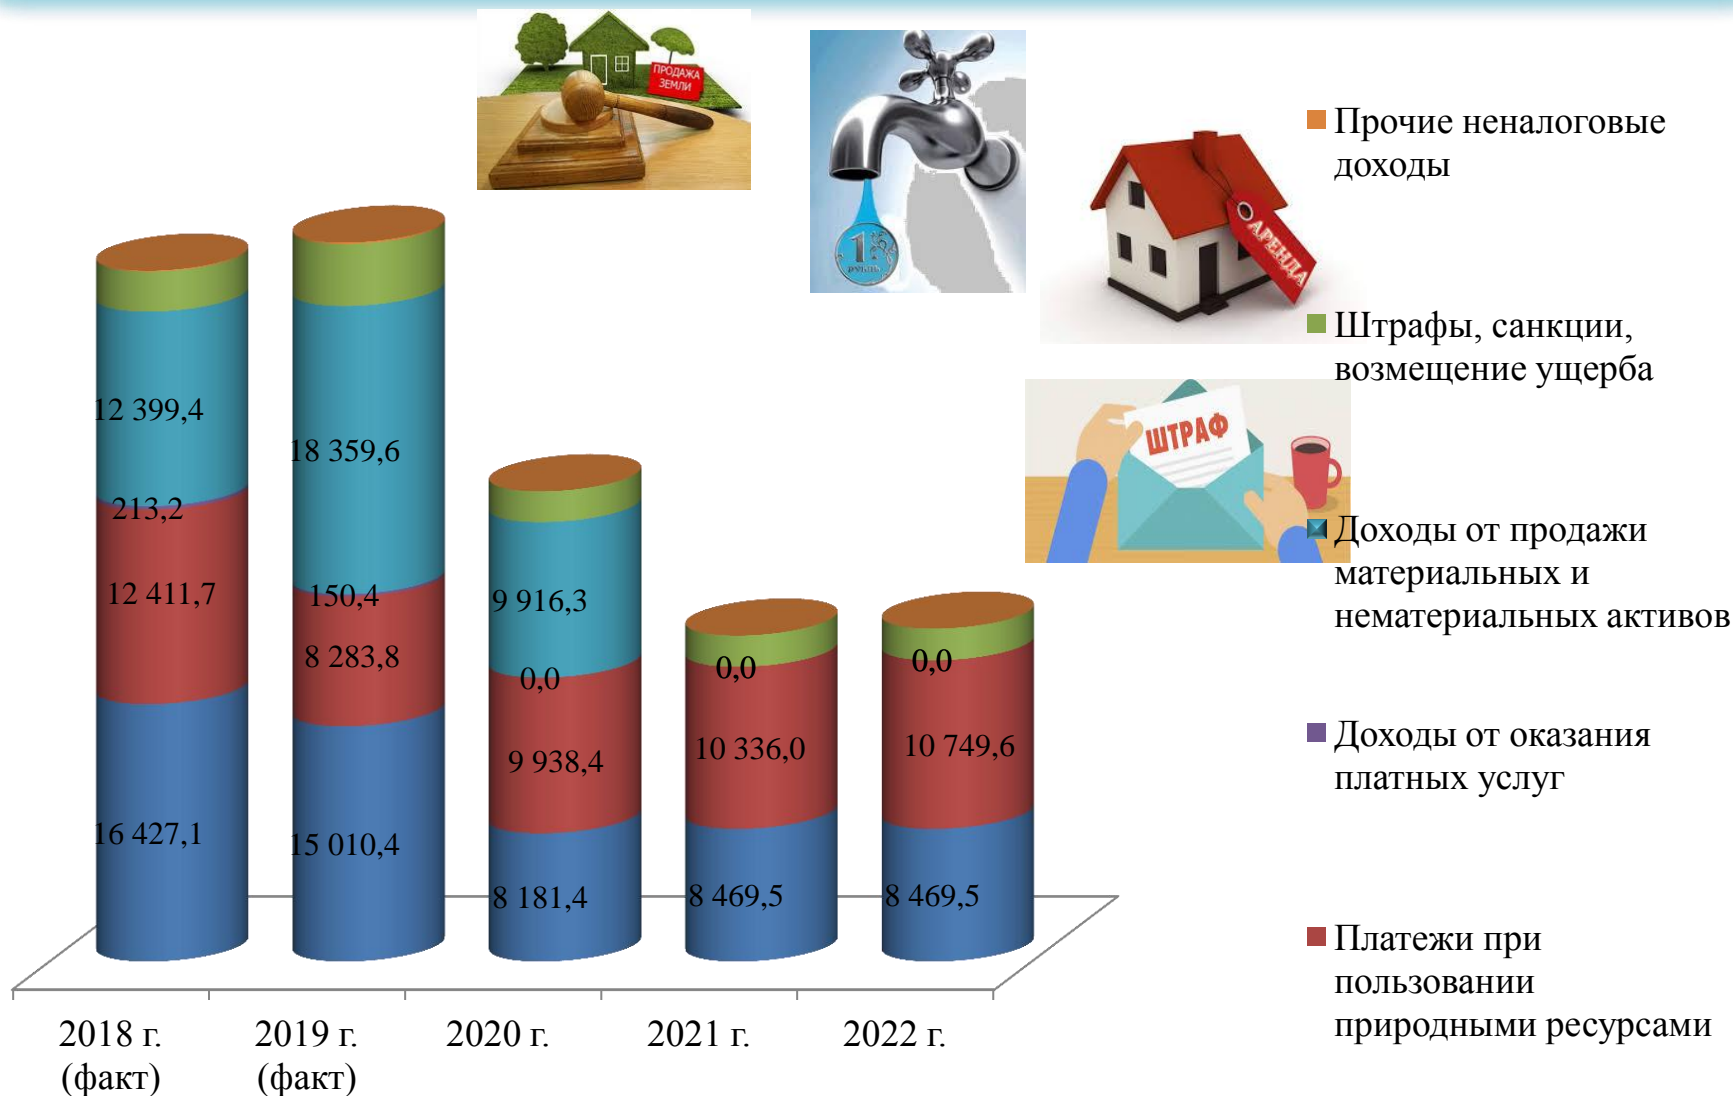 ПРОДАЖА
ЗЕМЛИ
1
РУБЛЬ
АРЕНДА
ШТРАФ
Прочие неналоговые
доходы
Штрафы, санкции,
возмещение ущерба
Доходы от продажи
материальных и
нематериальных активов
Доходы от оказания
платных услуг
Платежи при
пользовании
природными ресурсами
12 399,4
213,2
12 411,7
16 427,1
18 359,6
150,4
8 283,8
15 010,4
9 916,3
0,0
9 938,4
8 181,4
0,0
10 336,0
8 469,5
0,0
10 749,6
8 469,5
2018 г.
(факт)
2019 г.
(факт)
2020 г.
2021 г.
2022 г.